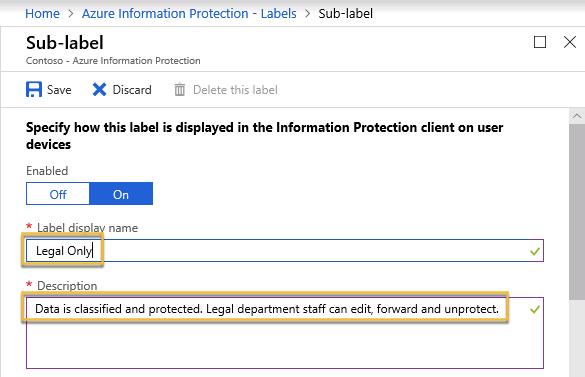 Home > Azure Information Protection - Labels > Sub-label
Sub-label
Contoso - Azure Information Protection
Save Discard Delete this label
Specify how this label is displayed in the Information Protection client on user
devices
Enabled
Off On
* Label display name
Legal Only
* Description
Data is classified and protected. Legal department staff can edit, forward and unprotect.